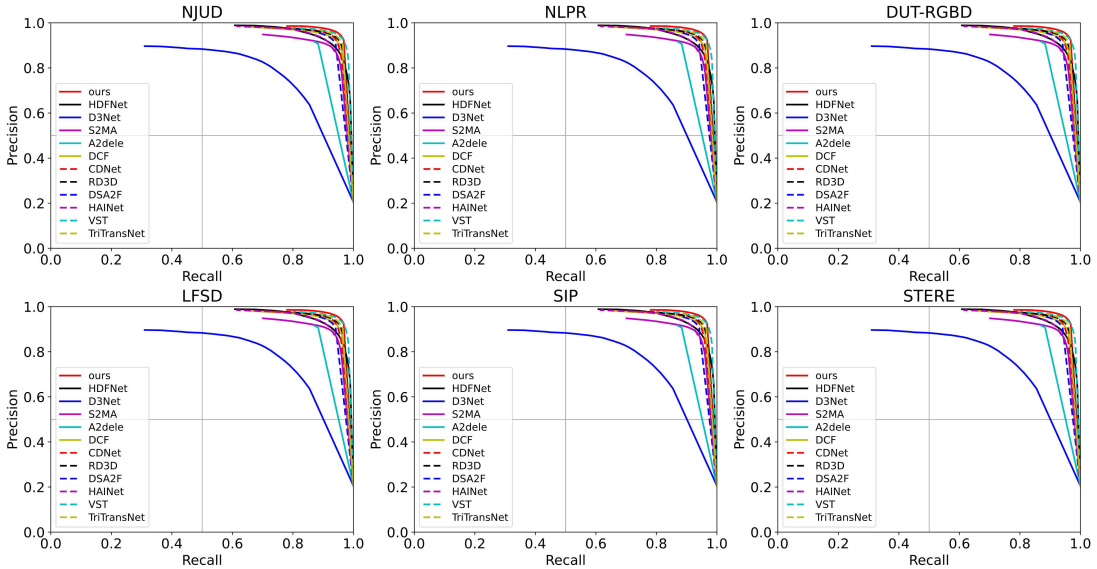 NJUD
Precision
1.0
0.8
0.6
0.4
0.2
0.0
ours
HDFNet
D3Net
S2MA
A2dele
DCF
CDNet
RD3D
DSA2F
HAINet
VST
TriTransNet
0.0 0.2 0.4 0.6 0.8 1.0
Recall
NLPR
Precision
1.0
0.8
0.6
0.4
0.2
0.0
ours
HDFNet
D3Net
S2MA
A2dele
DCF
CDNet
RD3D
DSA2F
HAINet
VST
TriTransNet
0.0 0.2 0.4 0.6 0.8 1.0
Recall
DUT-RGBD
Precision
1.0
0.8
0.6
0.4
0.2
0.0
ours
HDFNet
D3Net
S2MA
A2dele
DCF
CDNet
RD3D
DSA2F
HAINet
VST
TriTransNet
0.0 0.2 0.4 0.6 0.8 1.0
Recall
LFSD
Precision
1.0
0.8
0.6
0.4
0.2
0.0
ours
HDFNet
D3Net
S2MA
A2dele
DCF
CDNet
RD3D
DSA2F
HAINet
VST
TriTransNet
0.0 0.2 0.4 0.6 0.8 1.0
Recall
SIP
Precision
1.0
0.8
0.6
0.4
0.2
0.0
ours
HDFNet
D3Net
S2MA
A2dele
DCF
CDNet
RD3D
DSA2F
HAINet
VST
TriTransNet
0.0 0.2 0.4 0.6 0.8 1.0
Recall
STERE
Precision
1.0
0.8
0.6
0.4
0.2
0.0
ours
HDFNet
D3Net
S2MA
A2dele
DCF
CDNet
RD3D
DSA2F
HAINet
VST
TriTransNet
0.0 0.2 0.4 0.6 0.8 1.0
Recall